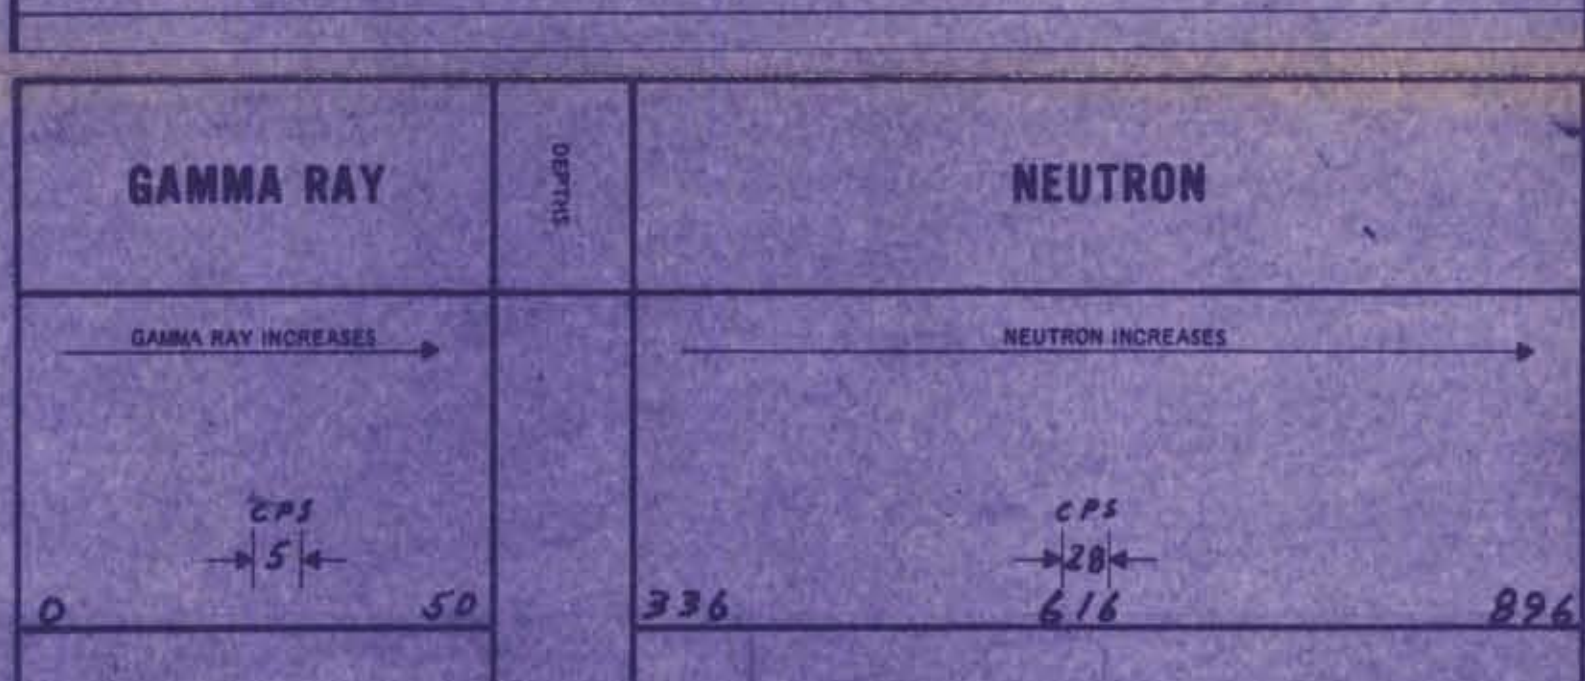 GAMMA RAY
DEPTHS
NEUTRON
GAMMA RAY INCREASES
NEUTRON INCREASES
CPS
5
0 50
CPS
28
336 616 896